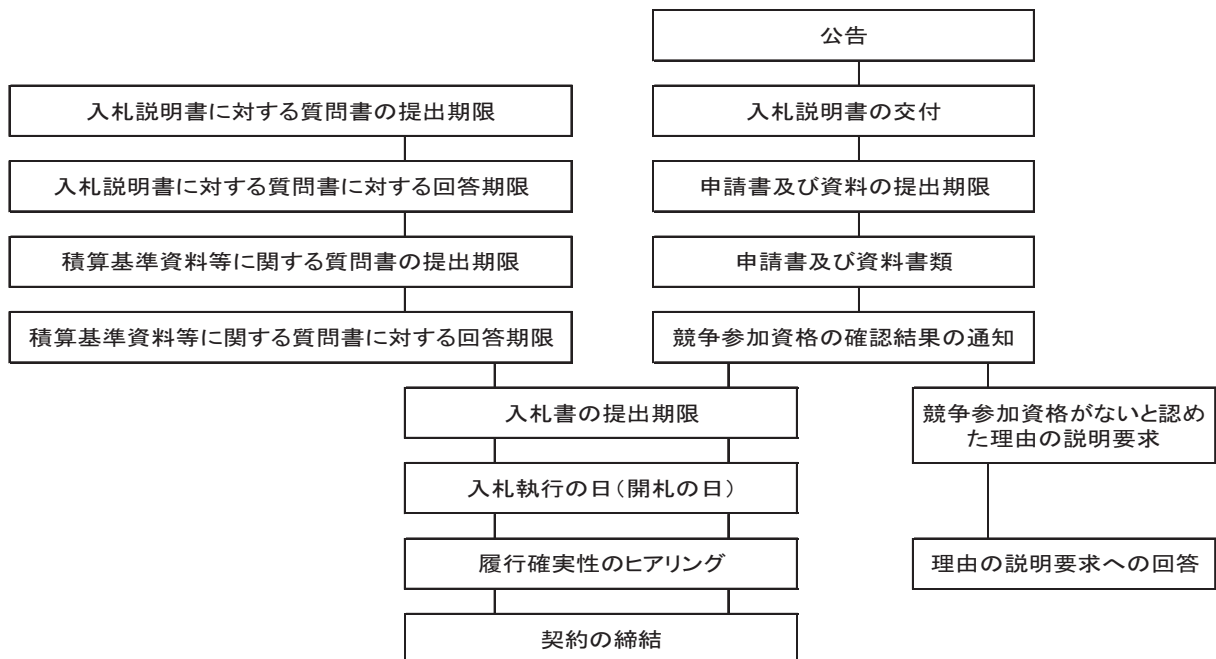 公告
入札説明書に対する質問書の提出期限
入札説明書の交付
入札説明書に対する質問書に対する回答期限
申請書及び資料の提出期限
積算基準資料等に関する質問書の提出期限
申請書及び資料書類
積算基準資料等に関する質問書に対する回答期限
競争参加資格の確認結果の通知
入札書の提出期限
競争参加資格がないと認め
た理由の説明要求
入札執行の日(開札の日)
履行確実性のヒアリング
理由の説明要求への回答
契約の締結